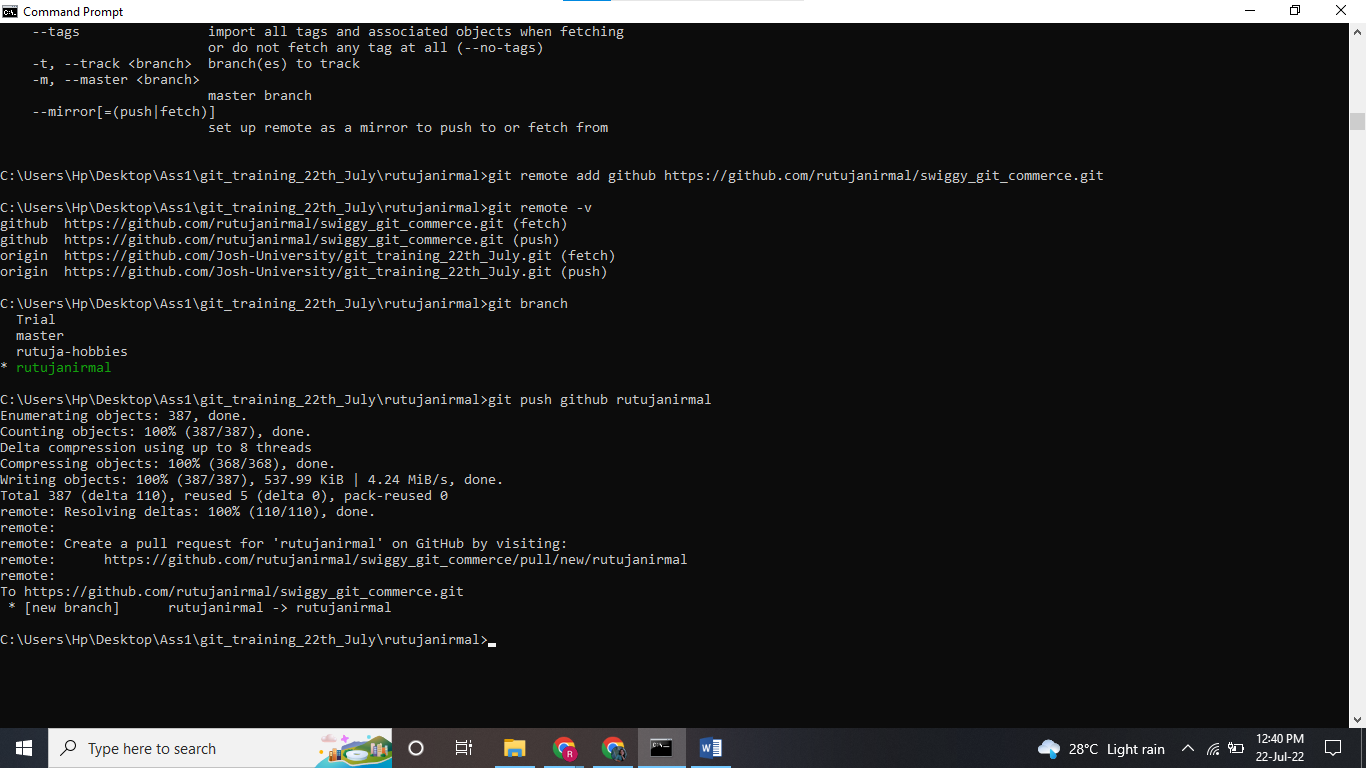 Command Prompt
--tags                import all tags and associated objects when fetching
                      or do not fetch any tag at all (--no-tags)
-t, --track <branch>  branch(es) to track
-m, --master <branch>
                      master branch
--mirror[=(push|fetch)]
                      set up remote as a mirror to push to or fetch from
C:\Users\Hp\Desktop\Ass1\git_training_22th_July\rutujanirmal>git remote add github https://github.com/rutujanirmal/swiggy_git_commerce.git
C:\Users\Hp\Desktop\Ass1\git_training_22th_July\rutujanirmal>git remote -v
github  https://github.com/rutujanirmal/swiggy_git_commerce.git (fetch)
github  https://github.com/rutujanirmal/swiggy_git_commerce.git (push)
origin  https://github.com/Josh-University/git_training_22th_July.git (fetch)
origin  https://github.com/Josh-University/git_training_22th_July.git (push)
C:\Users\Hp\Desktop\Ass1\git_training_22th_July\rutujanirmal>git branch
  Trial
  master
  rutuja-hobbies
* rutujanirmal
C:\Users\Hp\Desktop\Ass1\git_training_22th_July\rutujanirmal>git push github rutujanirmal
Enumerating objects: 387, done.
Counting objects: 100% (387/387), done.
Delta compression using up to 8 threads
Compressing objects: 100% (368/368), done.
Writing objects: 100% (387/387), 537.99 KiB | 4.24 MiB/s, done.
Total 387 (delta 110), reused 5 (delta 0), pack-reused 0
remote: Resolving deltas: 100% (110/110), done.
remote:
remote: Create a pull request for 'rutujanirmal' on GitHub by visiting:
remote:      https://github.com/rutujanirmal/swiggy_git_commerce/pull/new/rutujanirmal
remote:
To https://github.com/rutujanirmal/swiggy_git_commerce.git
 * [new branch]      rutujanirmal -> rutujanirmal
C:\Users\Hp\Desktop\Ass1\git_training_22th_July\rutujanirmal>
Type here to search
28°C Light rain
12:40 PM
22-Jul-22